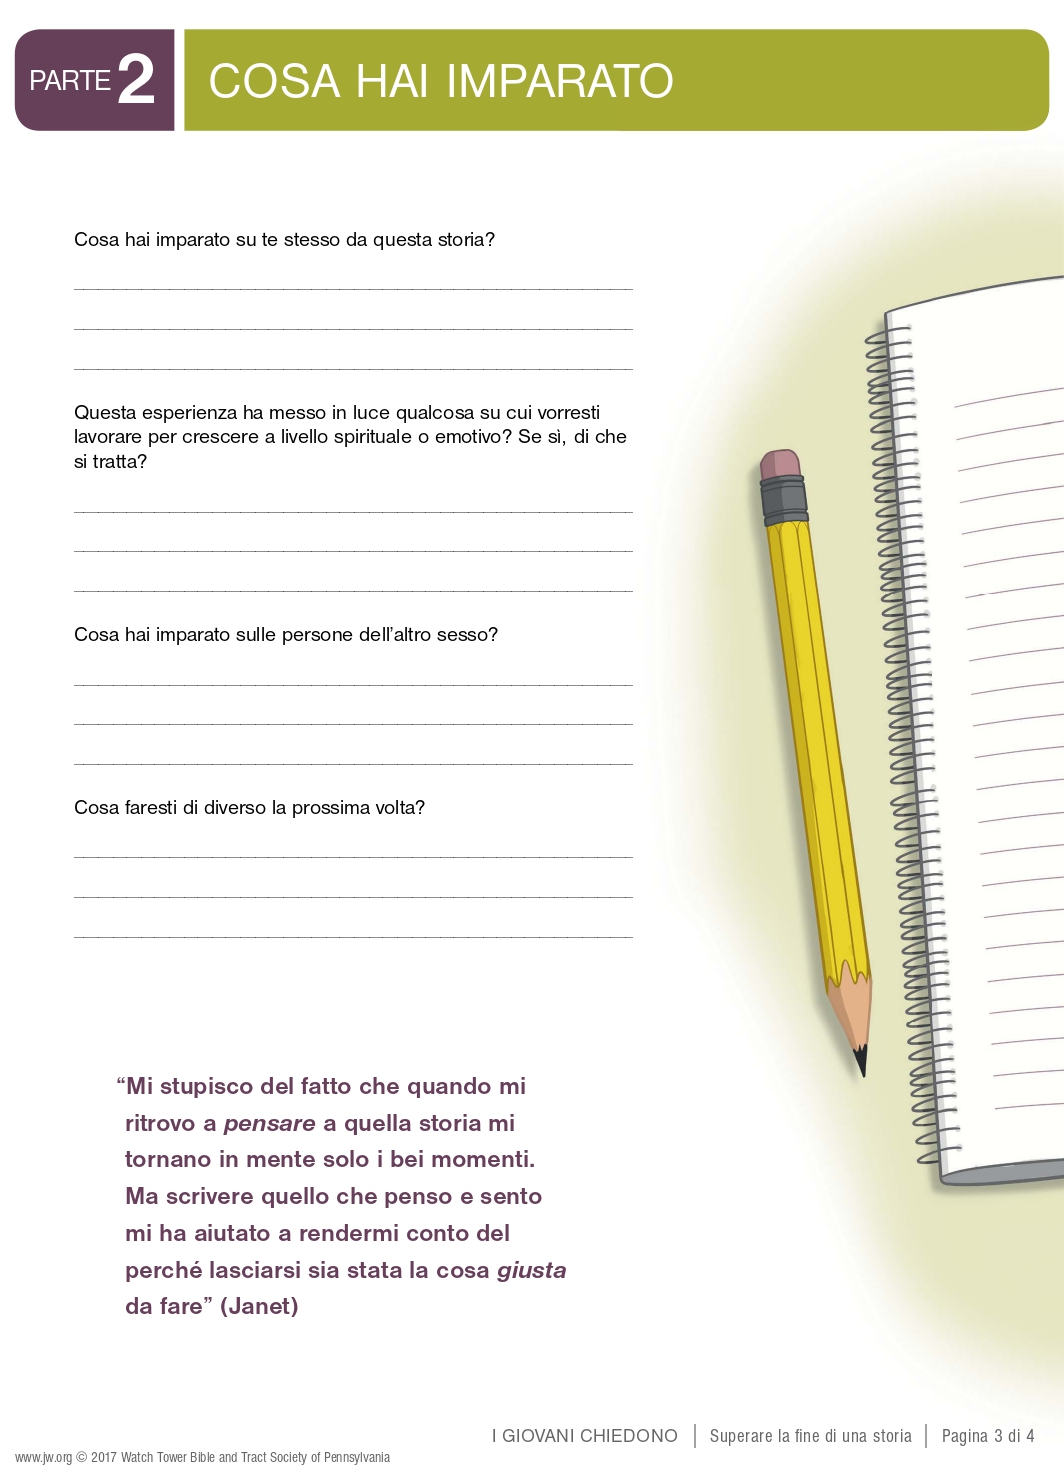 PARTE 2
COSA HAI IMPARATO
Cosa hai imparato su te stesso da questa storia?
Questa esperienza ha messo in luce qualcosa su cui vorresti
lavorare per crescere a livello spirituale o emotivo? Se sì, di che
si tratta?
Cosa hai imparato sulle persone dell’altro sesso?
Cosa faresti di diverso la prossima volta?
“Mi stupisco del fatto che quando mi
ritrovo a pensare a quella storia mi
tornano in mente solo i bei momenti.
Ma scrivere quello che penso e sento
mi ha aiutato a rendermi conto del
perché lasciarsi sia stata la cosa giusta
da fare” (Janet)
I GIOVANI CHIEDONO | Superare la fine di una storia | Pagina 3 di 4
www.jw.org © 2017 Watch Tower Bible and Tract Society of Pennsylvania